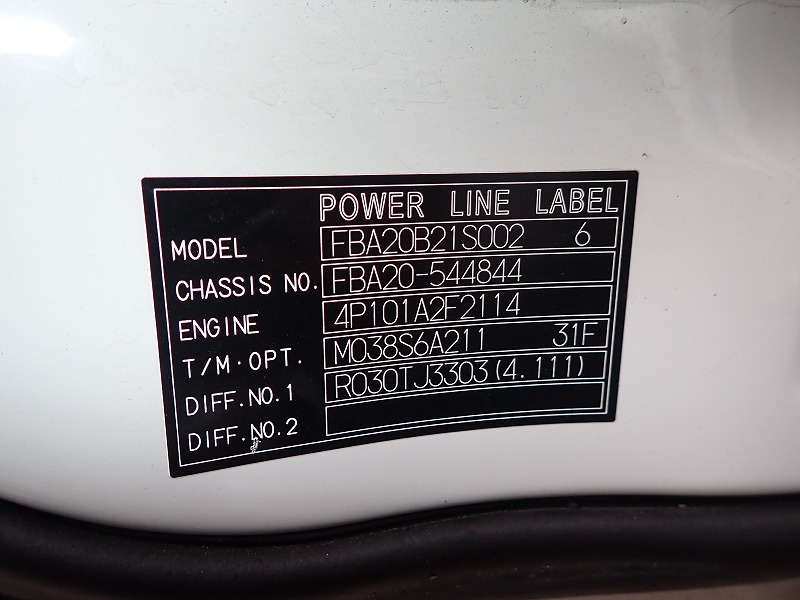 POWER LINE LABEL
MODEL FBA20B21S002 6
CHASSIS NO. FBA20-544844
ENGINE 4P101A2F2114
T/M·OPT. M038S6A211 31F
DIFF.NO.1 R030TJ3303(4.111)
DIFF.NO.2